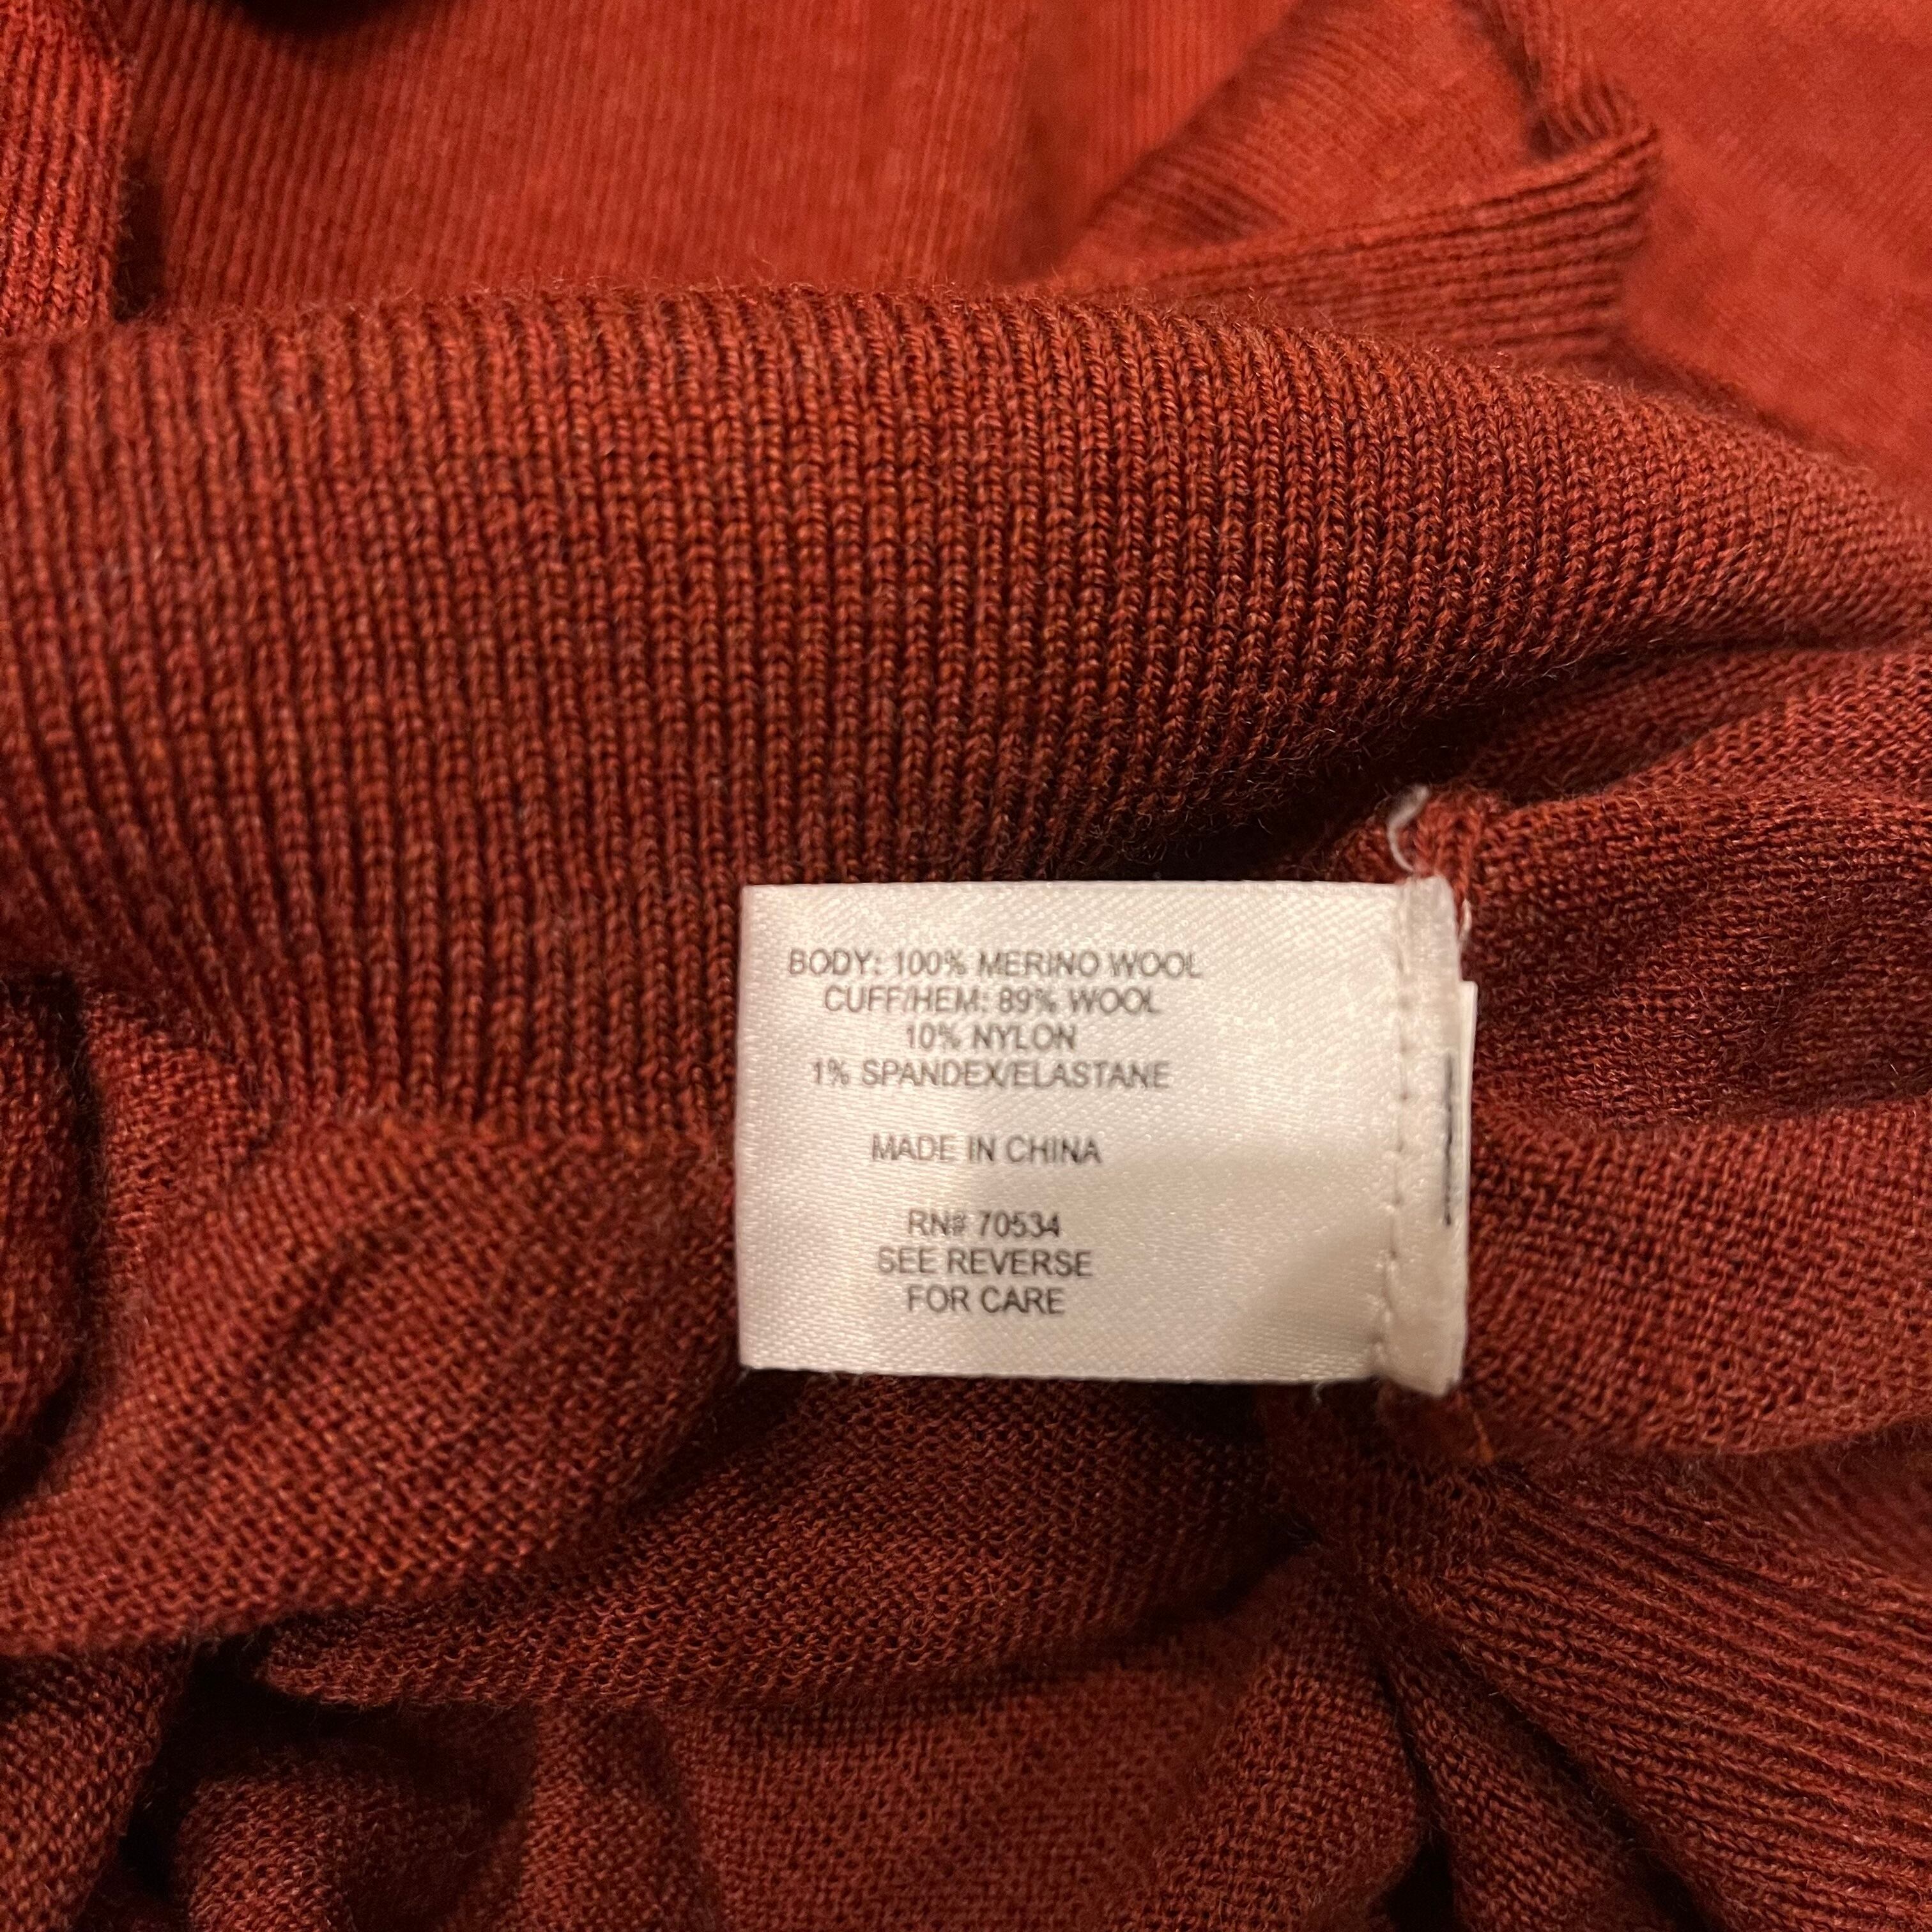 BODY: 100% MERINO WOOL
CUFF/HEM: 89% WOOL
10% NYLON
1% SPANDEX/ELASTANE
MADE IN CHINA
RN# 70534
SEE REVERSE
FOR CARE